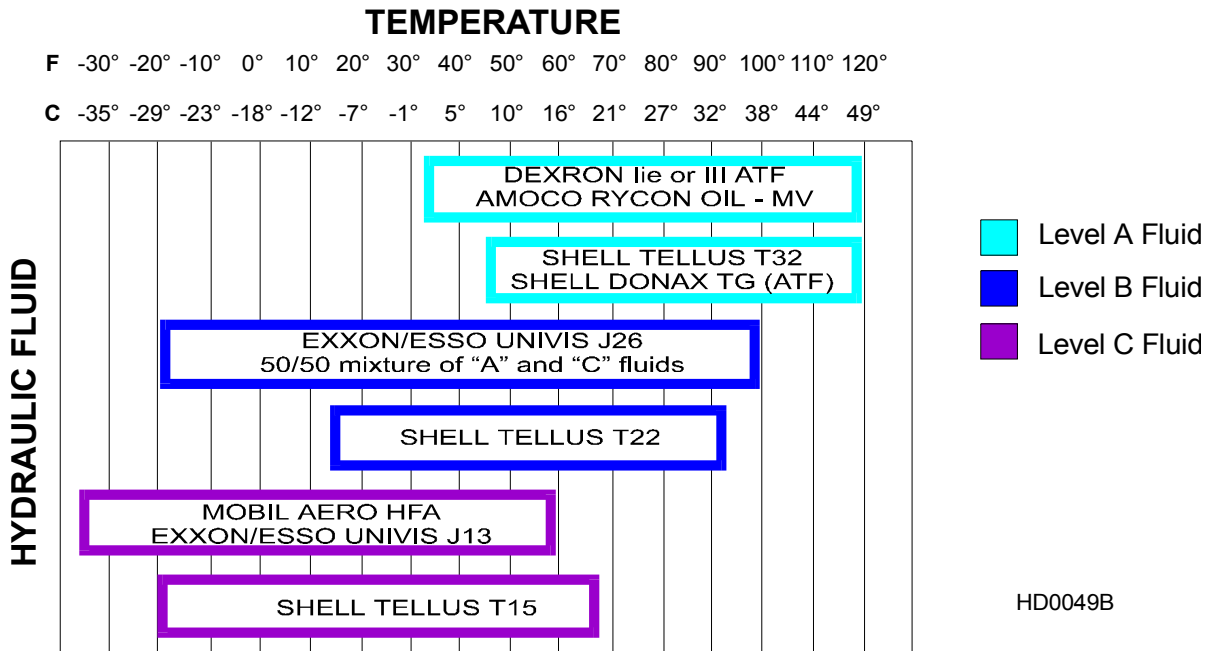 TEMPERATURE
F -30° -20° -10° 0° 10° 20° 30° 40° 50° 60° 70° 80° 90° 100° 110° 120°
C -35° -29° -23° -18° -12° -7° -1° 5° 10° 16° 21° 27° 32° 38° 44° 49°
HYDRAULIC FLUID
DEXRON IIe or III ATF
AMOCO RYCON OIL - MV
SHELL TELLUS T32
SHELL DONAX TG (ATF)
EXXON/ESSO UNIVIS J26
50/50 mixture of “A” and “C” fluids
SHELL TELLUS T22
MOBIL AERO HFA
EXXON/ESSO UNIVIS J13
SHELL TELLUS T15
Level A Fluid
Level B Fluid
Level C Fluid
HD0049B